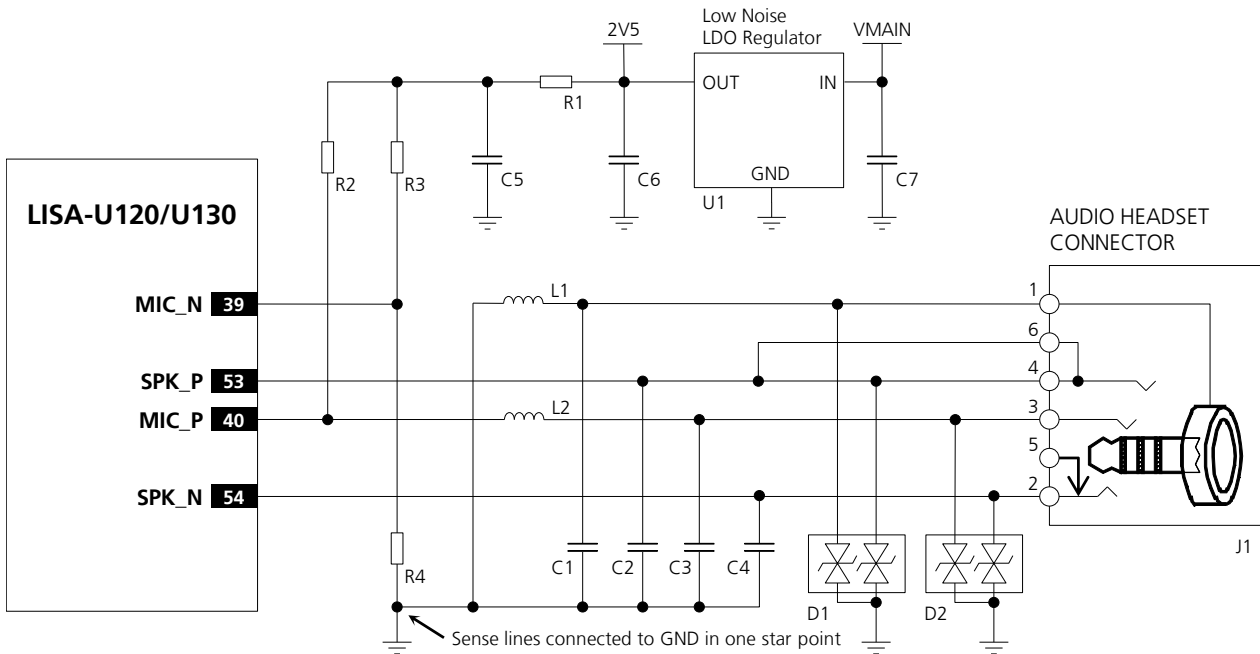 Low Noise
LDO Regulator
2V5
VMAIN
OUT
IN
R1
GND
R2
R3
C5
C6
U1
C7
LISA-U120/U130
AUDIO HEADSET
CONNECTOR
MIC_N 39
L1
1
6
SPK_P 53
4
MIC_P 40
L2
3
5
SPK_N 54
2
R4
C1
C2
C3
C4
D1
D2
J1
Sense lines connected to GND in one star point